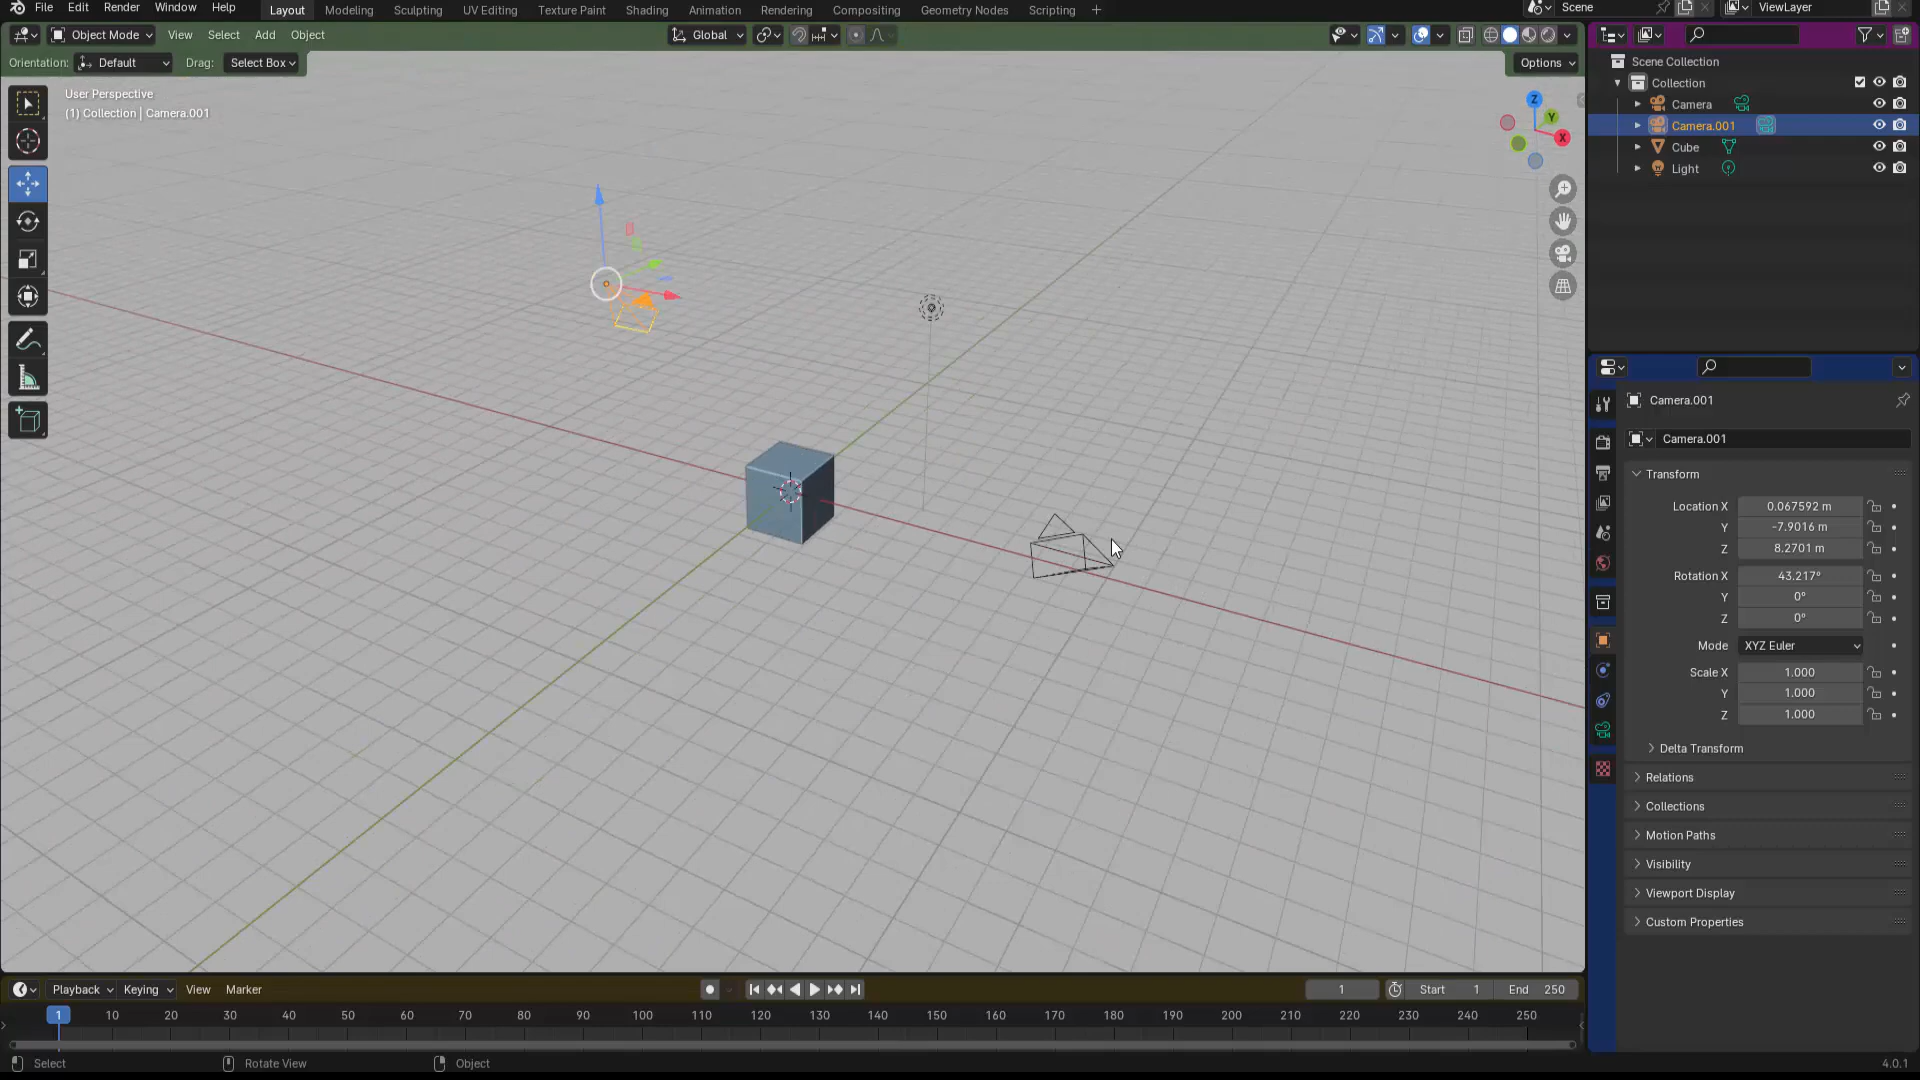 File Edit Render Window Help Layout Modeling Sculpting UV Editing Texture Paint Shading Animation Rendering Compositing Geometry Nodes Scripting + Scene ViewLayer
Object Mode View Select Add Object Global
Orientation: Default Drag: Select Box Options
User Perspective
(1) Collection | Camera.001
Z
Y
X
Scene Collection
Collection
Camera
Camera.001
Cube
Light
Camera.001
Camera.001
Transform
Location X 0.067592 m
Y -7.9016 m
Z 8.2701 m
Rotation X 43.217°
Y 0°
Z 0°
Mode XYZ Euler
Scale X 1.000
Y 1.000
Z 1.000
Delta Transform
Relations
Collections
Motion Paths
Visibility
Viewport Display
Custom Properties
Playback Keying View Marker 1 Start 1 End 250
1 10 20 30 40 50 60 70 80 90 100 110 120 130 140 150 160 170 180 190 200 210 220 230 240 250
Select Rotate View Object 4.0.1